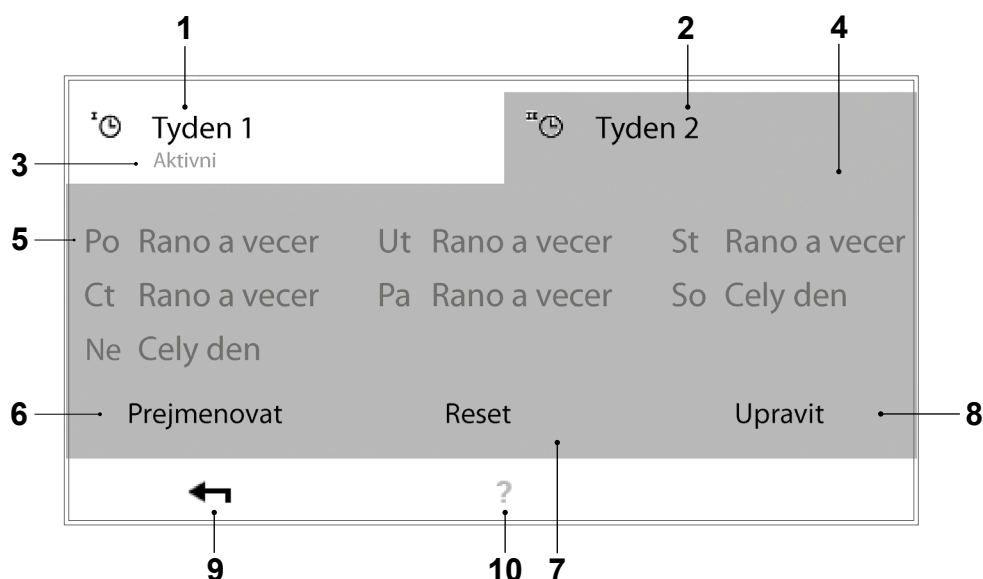 1 2 4
I Tyden 1 II Tyden 2
3 Aktivni
5 Po Rano a vecer Ut Rano a vecer St Rano a vecer
Ct Rano a vecer Pa Rano a vecer So Cely den
Ne Cely den
6 Prejmenovat Reset Upravit 8
?
9 10 7